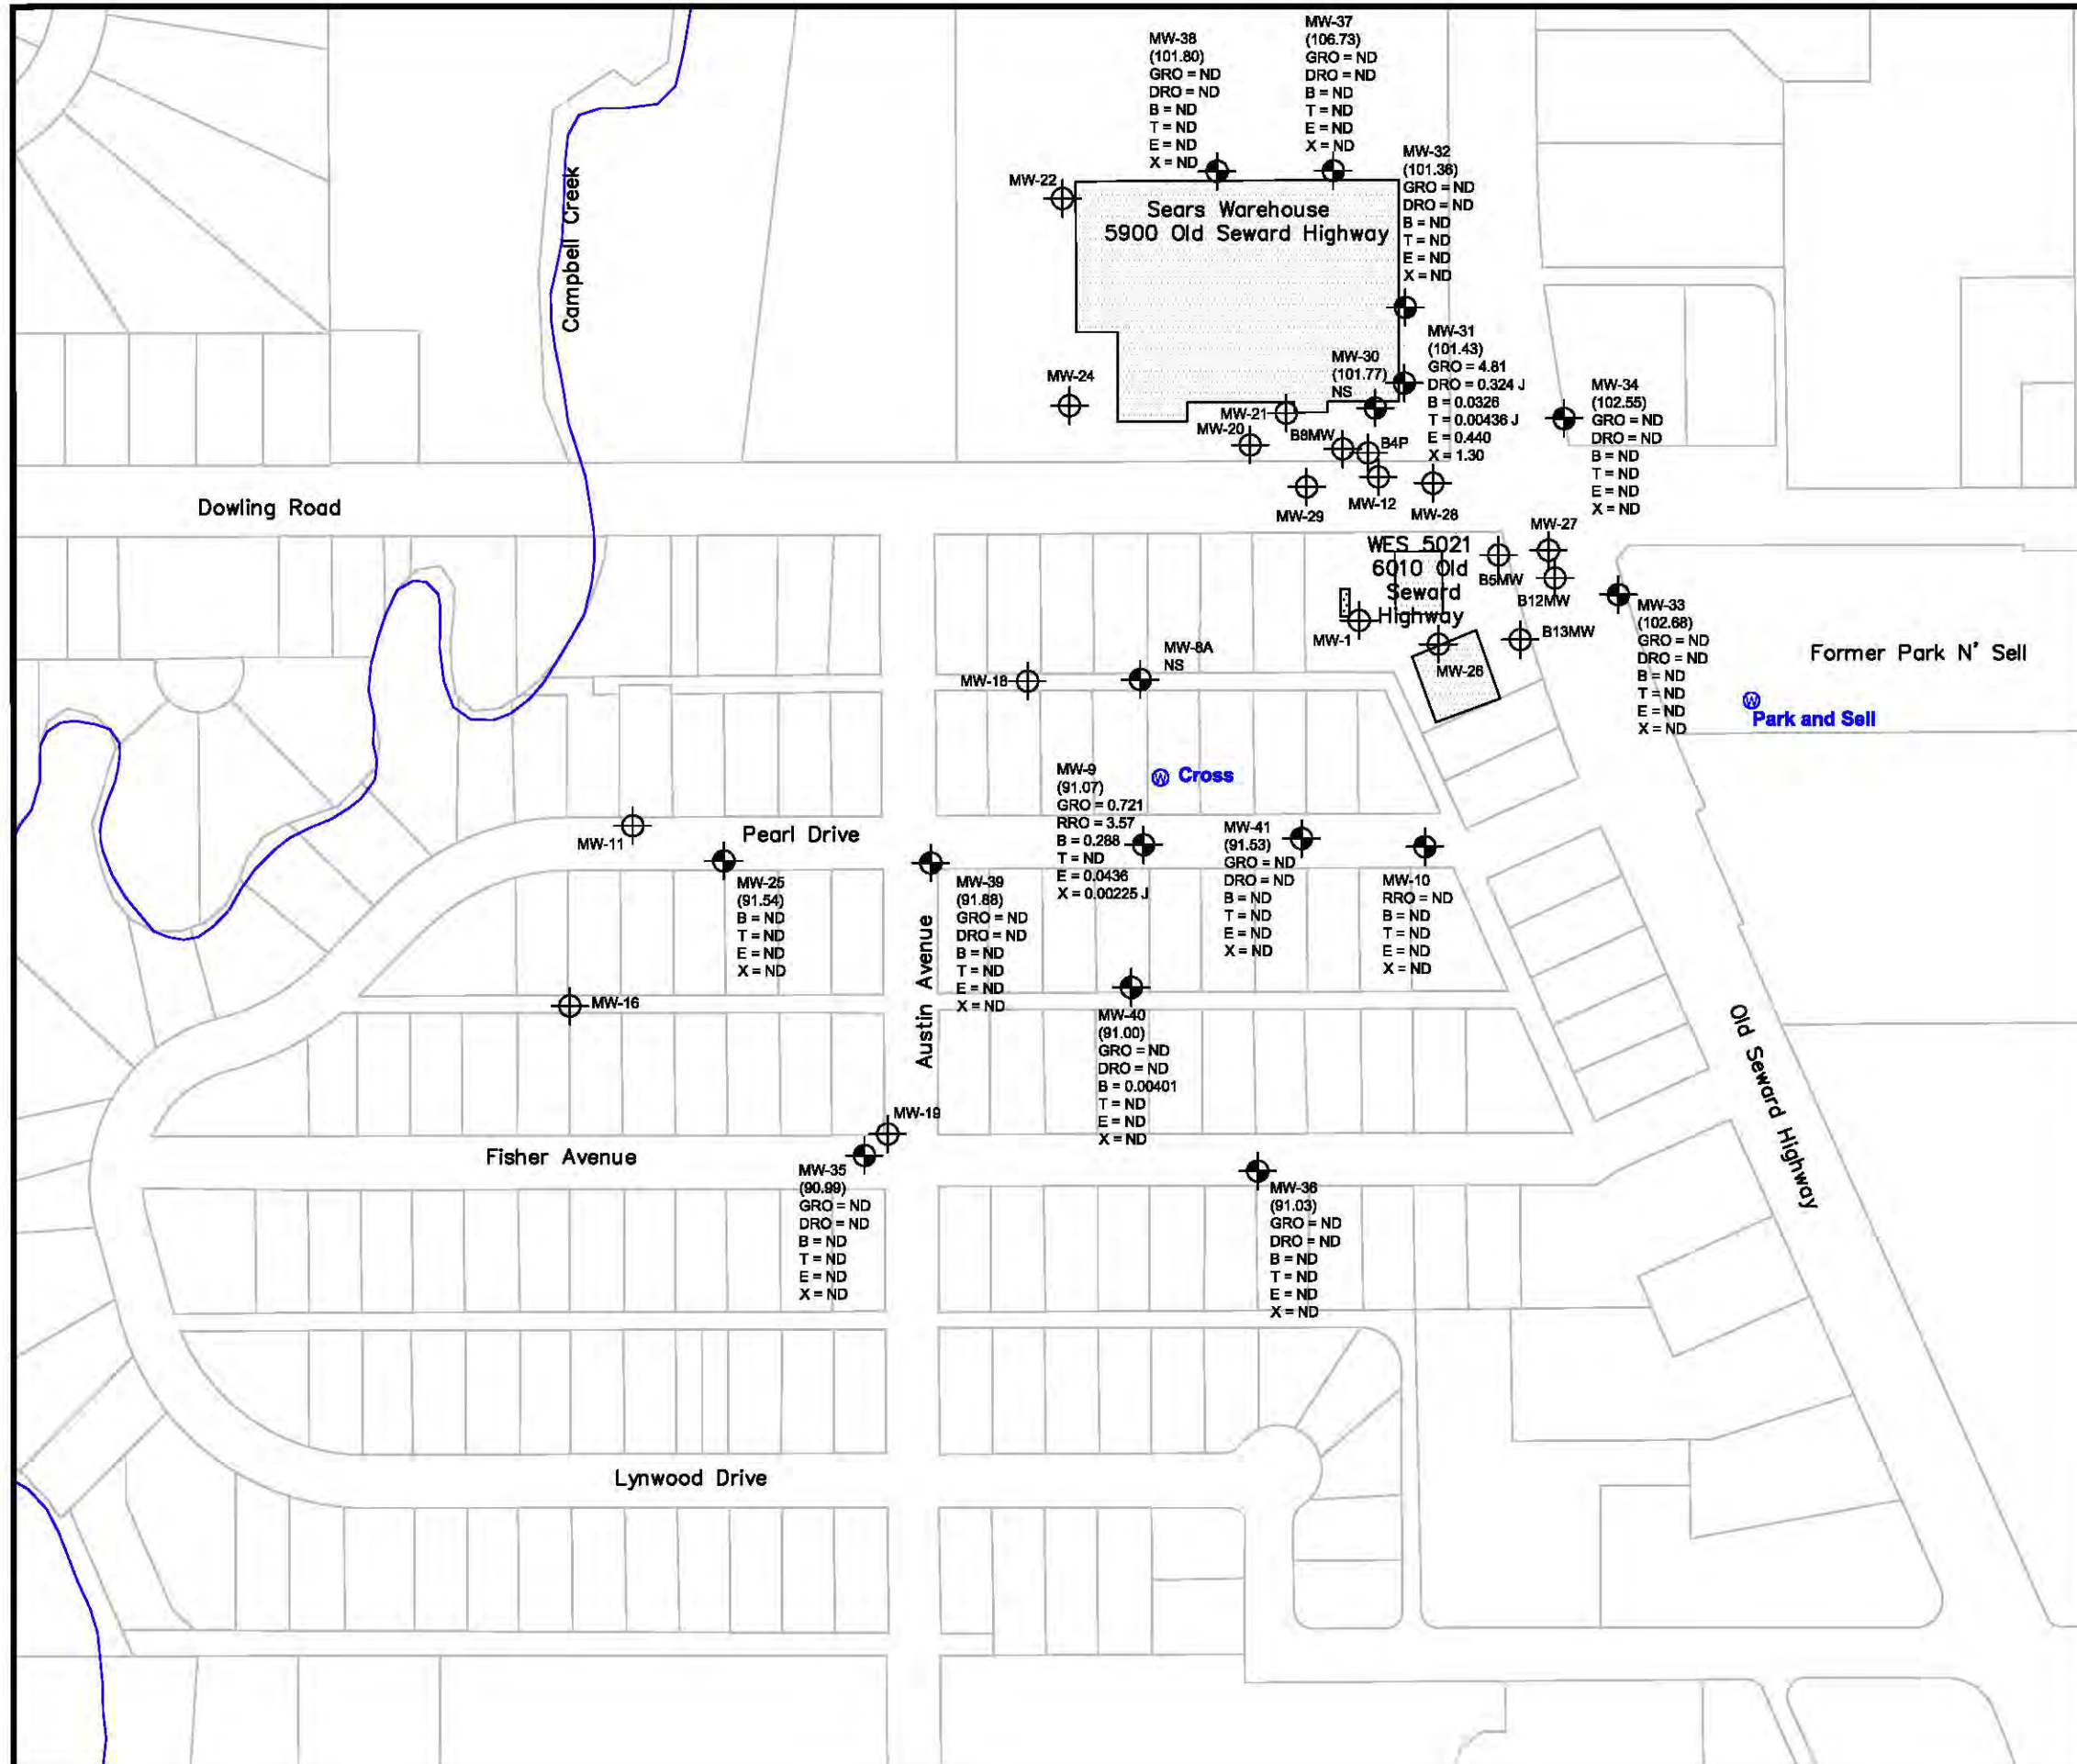 MW-38
(101.80)
GRO = ND
DRO = ND
B = ND
T = ND
E = ND
X = ND
MW-37
(106.73)
GRO = ND
DRO = ND
B = ND
T = ND
E = ND
X = ND
MW-32
(101.36)
GRO = ND
DRO = ND
B = ND
T = ND
E = ND
X = ND
MW-22
Sears Warehouse
5900 Old Seward Highway
Campbell Creek
MW-31
(101.43)
GRO = 4.81
DRO = 0.324 J
B = 0.0326
T = 0.00436 J
E = 0.440
X = 1.30
MW-30
(101.77)
NS
MW-24
MW-34
(102.55)
GRO = ND
DRO = ND
B = ND
T = ND
E = ND
X = ND
MW-21
MW-20
B8MW
B4P
MW-29
MW-12
MW-28
Dowling Road
MW-27
WES 5021
6010 Old
Seward
Highway
B5MW
B12MW
MW-1
B13MW
MW-26
MW-33
(102.68)
GRO = ND
DRO = ND
B = ND
T = ND
E = ND
X = ND
Former Park N' Sell
W
Park and Sell
MW-8A
NS
MW-18
W Cross
MW-9
(91.07)
GRO = 0.721
RRO = 3.57
B = 0.288
T = ND
E = 0.0436
X = 0.00225 J
MW-41
(91.53)
GRO = ND
DRO = ND
B = ND
T = ND
E = ND
X = ND
MW-10
RRO = ND
B = ND
T = ND
E = ND
X = ND
MW-11
Pearl Drive
MW-25
(91.54)
B = ND
T = ND
E = ND
X = ND
MW-39
(91.88)
GRO = ND
DRO = ND
B = ND
T = ND
E = ND
X = ND
Austin Avenue
MW-16
MW-40
(91.00)
GRO = ND
DRO = ND
B = 0.00401
T = ND
E = ND
X = ND
Old Seward Highway
MW-19
Fisher Avenue
MW-35
(90.99)
GRO = ND
DRO = ND
B = ND
T = ND
E = ND
X = ND
MW-36
(91.03)
GRO = ND
DRO = ND
B = ND
T = ND
E = ND
X = ND
Lynwood Drive